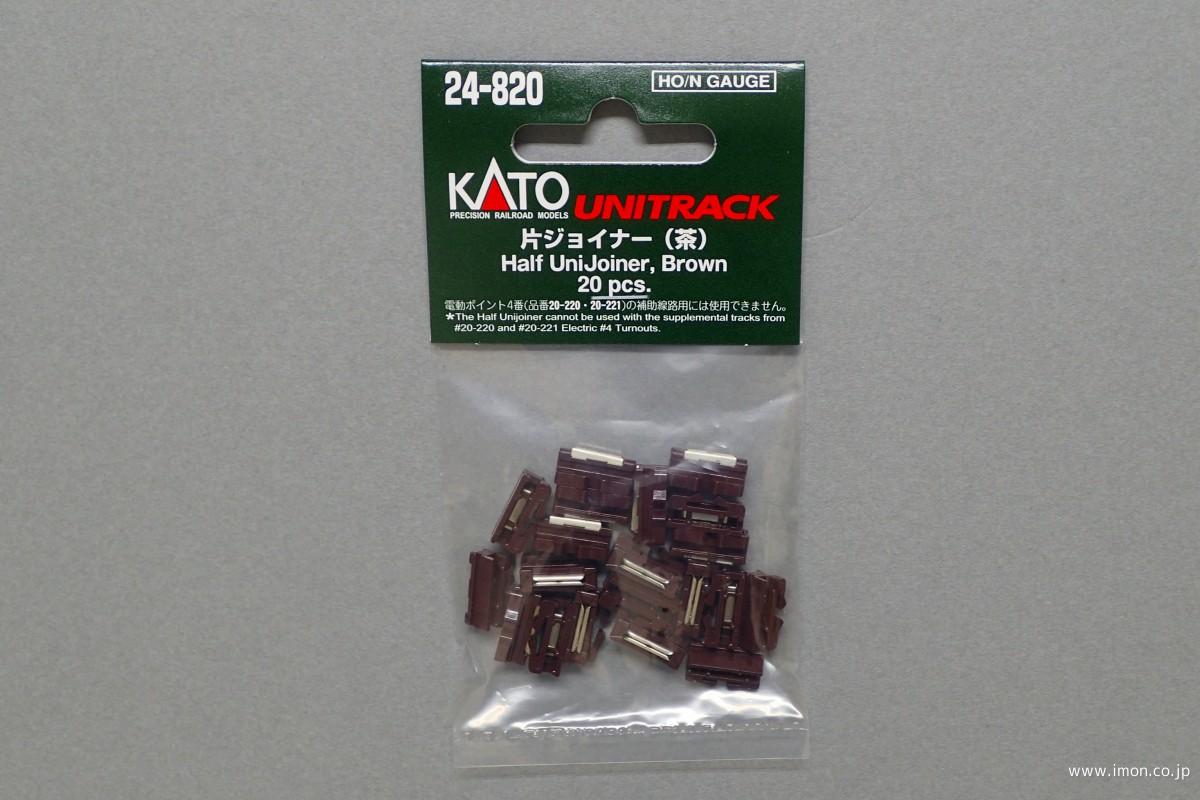 24-820
HO/N GAUGE
KATO
PRECISION RAILROAD MODELS
UNITRACK
片ジョイナー（茶）
Half UniJoiner, Brown
20 pcs.
電動ポイント4番(品番20-220・20-221)の補助線路用には使用できません。
*The Half Unijoiner cannot be used with the supplemental tracks from
#20-220 and #20-221 Electric #4 Turnouts.
www.imon.co.jp